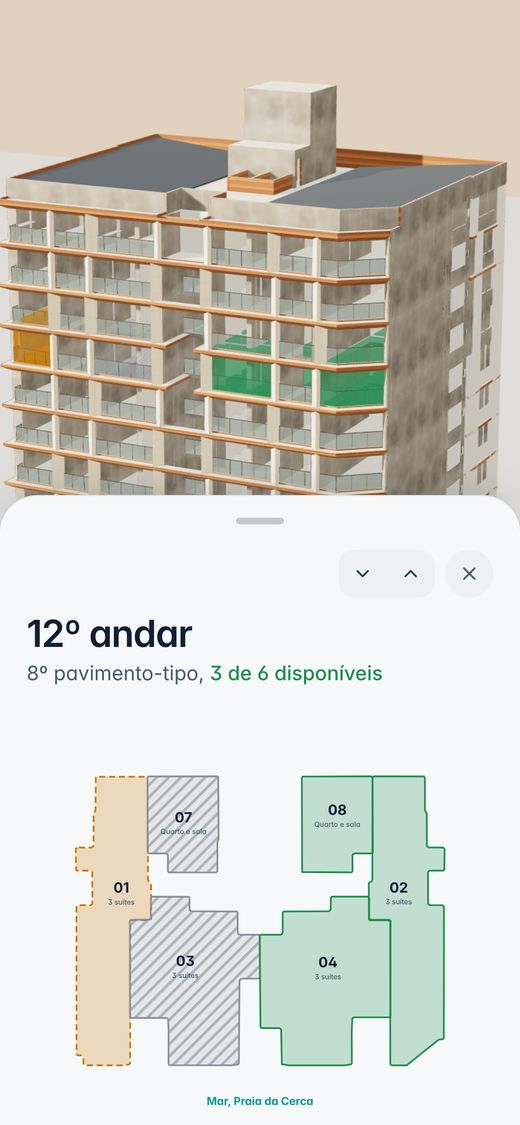 12º andar
8º pavimento-tipo, 3 de 6 disponíveis
07
Quarto e sala
08
Quarto e sala
01
3 suítes
02
3 suítes
03
3 suítes
04
3 suítes
Mar, Praia da Cerca